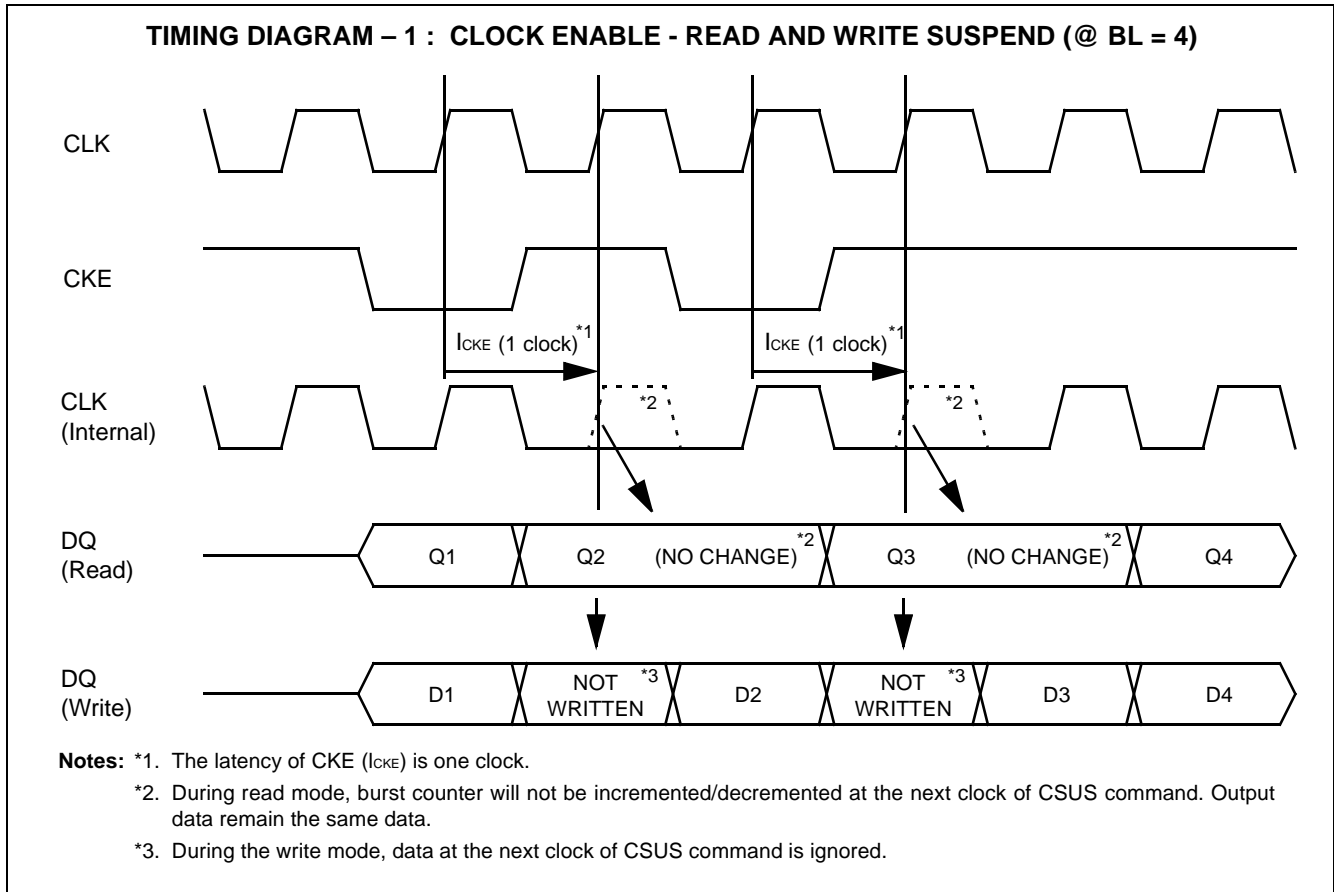 TIMING DIAGRAM – 1 : CLOCK ENABLE - READ AND WRITE SUSPEND (@ BL = 4)
CLK
CKE
ICKE (1 clock)*1
ICKE (1 clock)*1
CLK
(Internal)
*2
*2
DQ
(Read)
Q1
Q2
(NO CHANGE)*2
Q3
(NO CHANGE)*2
Q4
DQ
(Write)
D1
NOT WRITTEN *3
D2
NOT WRITTEN *3
D3
D4
Notes: *1. The latency of CKE (ICKE) is one clock.
*2. During read mode, burst counter will not be incremented/decremented at the next clock of CSUS command. Output
data remain the same data.
*3. During the write mode, data at the next clock of CSUS command is ignored.